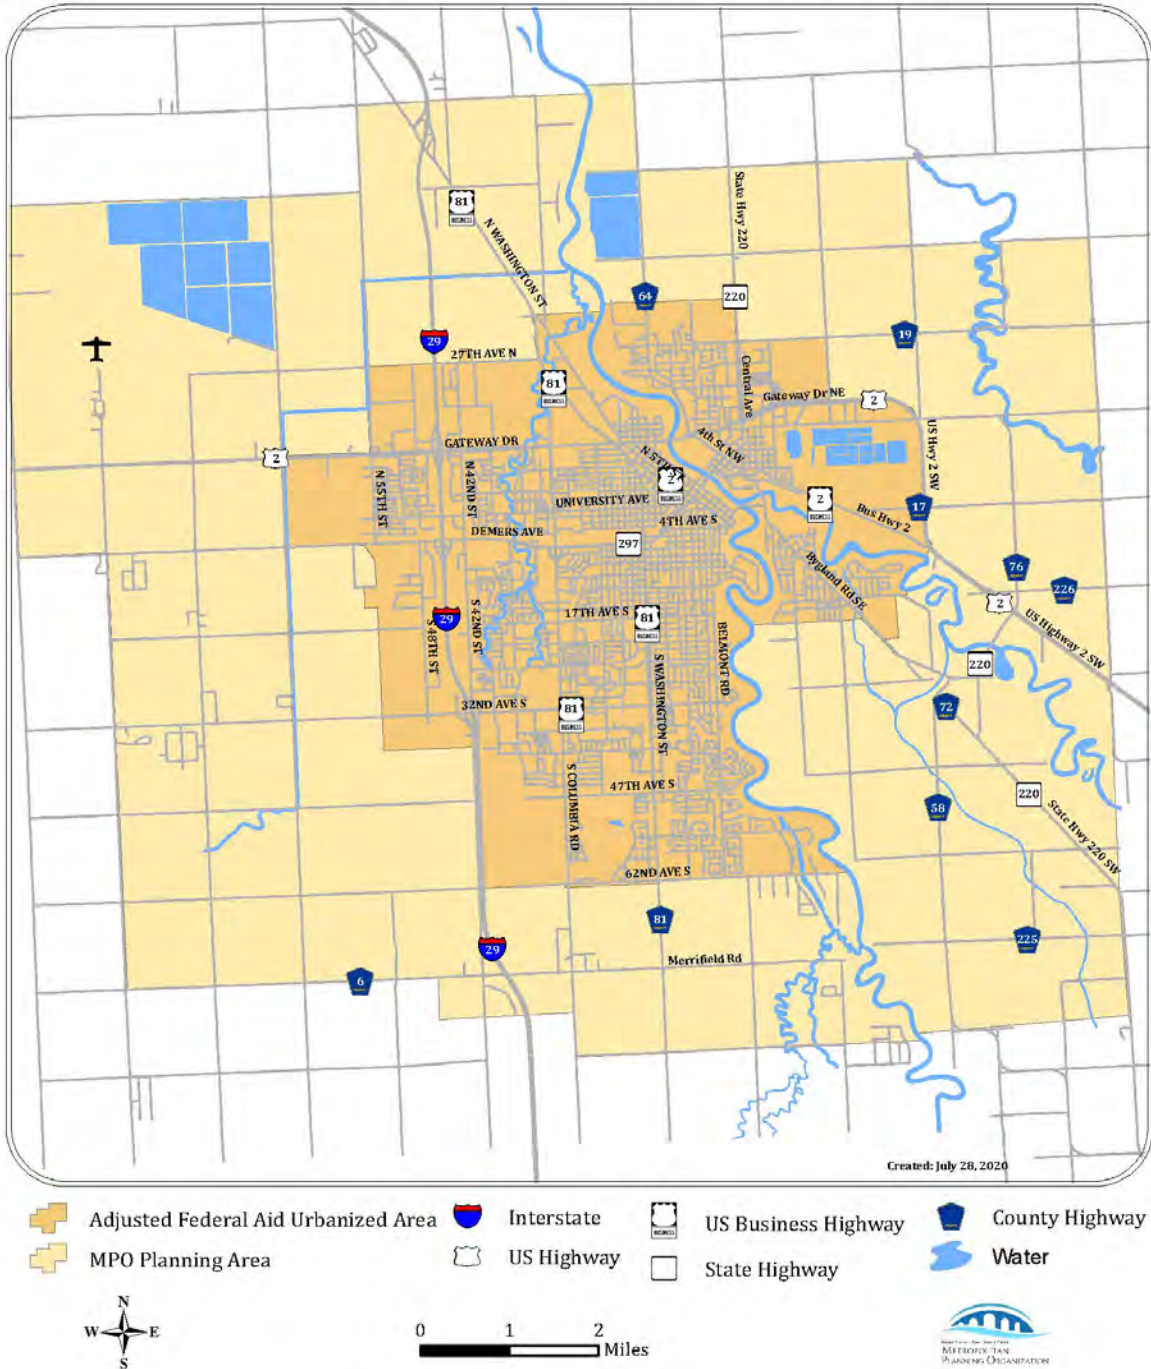 81
BUSINESS
N WASHINGTON ST
State Hwy 220
64
220
19
29
27TH AVE N
81
BUSINESS
Central Ave
Gateway Dr NE
2
US Hwy 2 SW
GATEWAY DR
2
N 55TH ST
N 42ND ST
4th St NW
N 5TH ST
2
BUSINESS
UNIVERSITY AVE
4TH AVE S
2
BUSINESS
17
Bus Hwy 2
DEMERS AVE
297
76
226
Bygland Rd SE
2
US Highway 2 SW
29
S 42ND ST
S 48TH ST
17TH AVE S
81
BUSINESS
BELMONT RD
220
32ND AVE S
81
BUSINESS
S WASHINGTON ST
72
S COLUMBIA RD
47TH AVE S
58
220
State Hwy 220 SW
62ND AVE S
81
225
29
Merrifield Rd
6
Created: July 28, 2020
Adjusted Federal Aid Urbanized Area
MPO Planning Area
Interstate
US Highway
US Business Highway
BUSINESS
State Highway
County Highway
Water
N
W E
S
0 1 2
Miles
METROPOLITAN
PLANNING ORGANIZATION